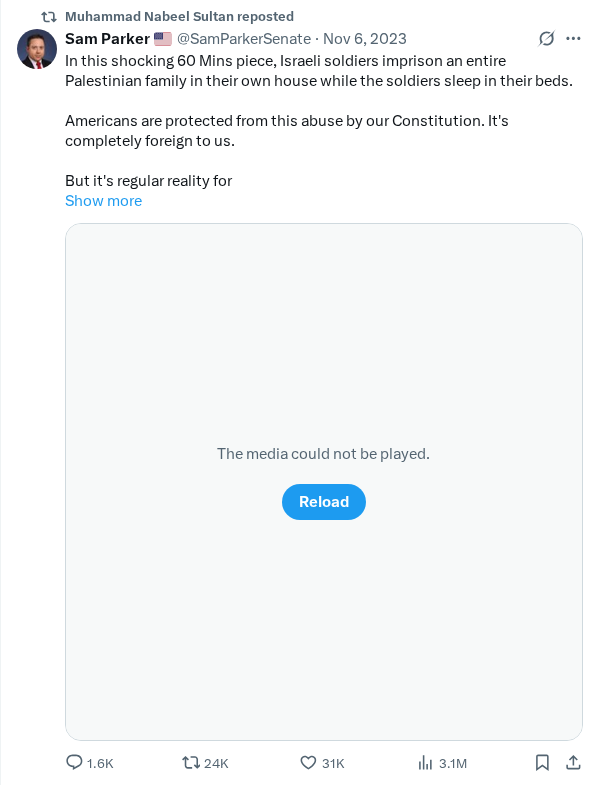 Muhammad Nabeel Sultan reposted
Sam Parker 🇺🇸 @SamParkerSenate · Nov 6, 2023
In this shocking 60 Mins piece, Israeli soldiers imprison an entire
Palestinian family in their own house while the soldiers sleep in their beds.
Americans are protected from this abuse by our Constitution. It's
completely foreign to us.
But it's regular reality for
Show more
The media could not be played.
Reload
1.6K 24K 31K 3.1M